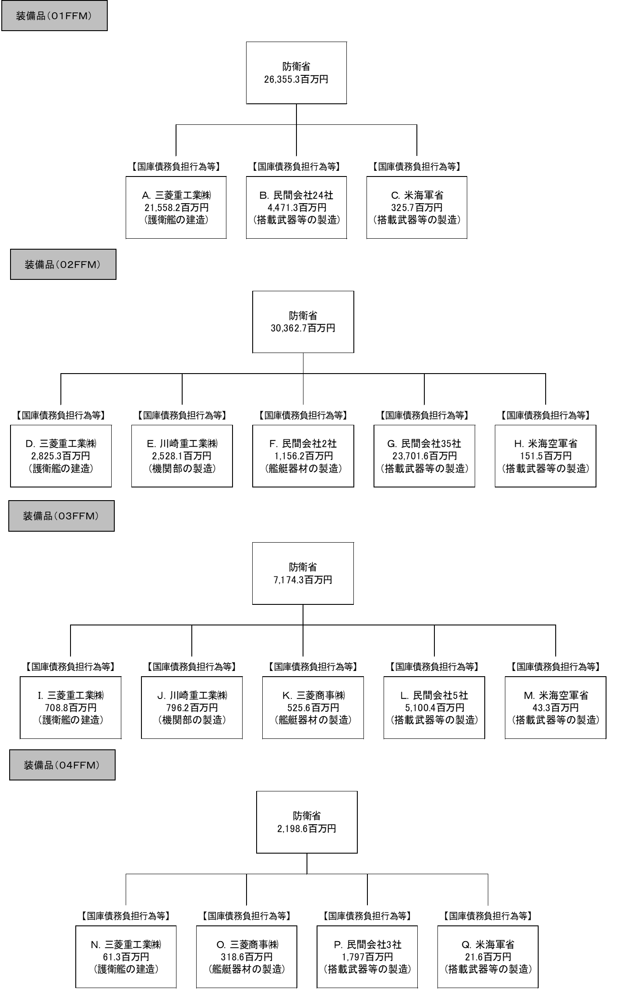 装備品（０１ＦＦＭ）
防衛省
26,355.3百万円
【国庫債務負担行為等】
【国庫債務負担行為等】
【国庫債務負担行為等】
Ａ．三菱重工業㈱
21,558.2百万円
（護衛艦の建造）
Ｂ．民間会社24社
4,471.3百万円
（搭載武器等の製造）
Ｃ．米海軍省
325.7百万円
（搭載武器等の製造）
装備品（０２ＦＦＭ）
防衛省
30,362.7百万円
【国庫債務負担行為等】
【国庫債務負担行為等】
【国庫債務負担行為等】
【国庫債務負担行為等】
【国庫債務負担行為等】
Ｄ．三菱重工業㈱
2,825.3百万円
（護衛艦の建造）
Ｅ．川崎重工業㈱
2,528.1百万円
（機関部の製造）
Ｆ．民間会社2社
1,156.2百万円
（艦艇器材の製造）
Ｇ．民間会社35社
23,701.6百万円
（搭載武器等の製造）
Ｈ．米海空軍省
151.5百万円
（搭載武器等の製造）
装備品（０３ＦＦＭ）
防衛省
7,174.3百万円
【国庫債務負担行為等】
【国庫債務負担行為等】
【国庫債務負担行為等】
【国庫債務負担行為等】
【国庫債務負担行為等】
Ｉ．三菱重工業㈱
708.8百万円
（護衛艦の建造）
Ｊ．川崎重工業㈱
796.2百万円
（機関部の製造）
Ｋ．三菱商事㈱
525.6百万円
（艦艇器材の製造）
Ｌ．民間会社5社
5,100.4百万円
（搭載武器等の製造）
Ｍ．米海空軍省
43.3百万円
（搭載武器等の製造）
装備品（０４ＦＦＭ）
防衛省
2,198.6百万円
【国庫債務負担行為等】
【国庫債務負担行為等】
【国庫債務負担行為等】
【国庫債務負担行為等】
Ｎ．三菱重工業㈱
61.3百万円
（護衛艦の建造）
Ｏ．三菱商事㈱
318.6百万円
（艦艇器材の製造）
Ｐ．民間会社3社
1,797百万円
（搭載武器等の製造）
Ｑ．米海軍省
21.6百万円
（搭載武器等の製造）